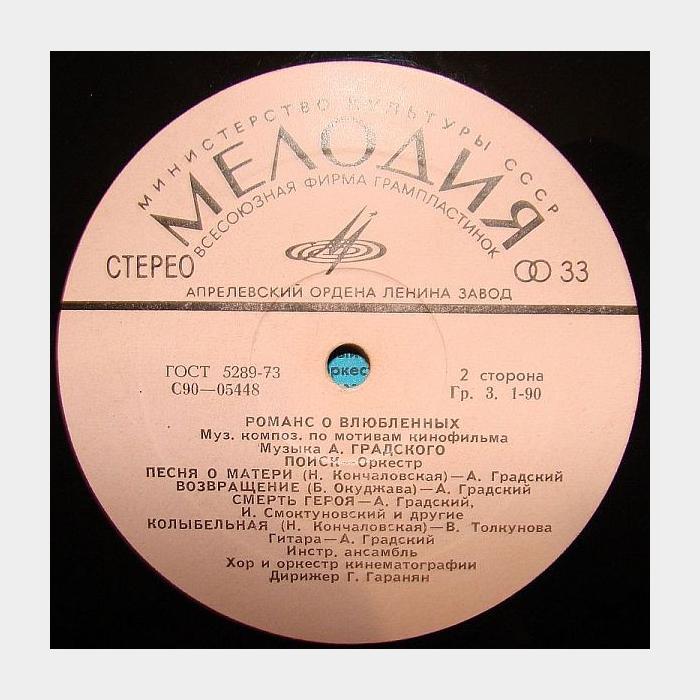 МИНИСТЕРСТВО КУЛЬТУРЫ СССР
МЕЛОДИЯ
ВСЕСОЮЗНАЯ ФИРМА ГРАМПЛАСТИНОК
СТЕРЕО
33
АПРЕЛЕВСКИЙ ОРДЕНА ЛЕНИНА ЗАВОД
ГОСТ 5289-73
С90—05448
2 сторона
Гр. 3. 1-90
РОМАНС О ВЛЮБЛЕННЫХ
Муз. композ. по мотивам кинофильма
Музыка А. ГРАДСКОГО
ПОИСК—Оркестр
ПЕСНЯ О МАТЕРИ (Н. Кончаловская)—А. Градский
ВОЗВРАЩЕНИЕ (Б. Окуджава)—А. Градский
СМЕРТЬ ГЕРОЯ—А. Градский,
И. Смоктуновский и другие
КОЛЫБЕЛЬНАЯ (Н. Кончаловская)—В. Толкунова
Гитара—А. Градский
Инстр. ансамбль
Хор и оркестр кинематографии
Дирижер Г. Гаранян